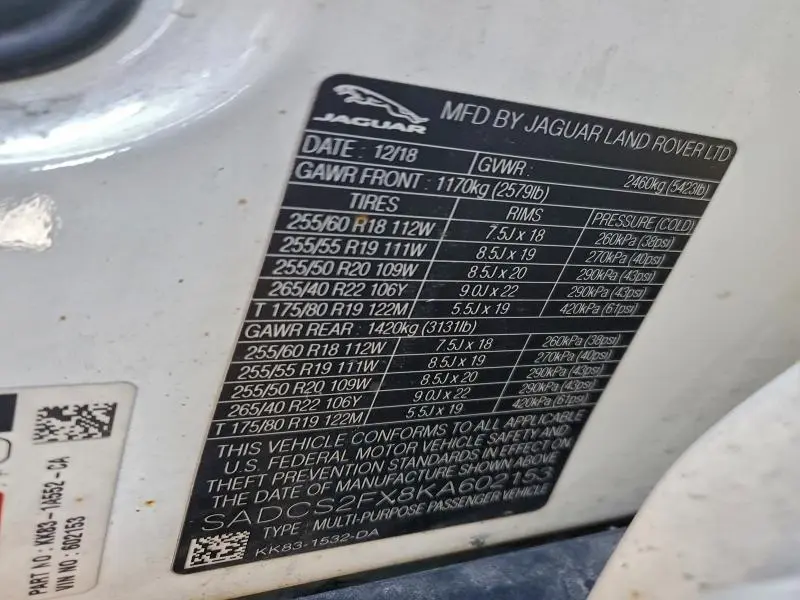 JAGUAR
MFD BY JAGUAR LAND ROVER LTD
DATE : 12/18 GVWR : 2460kg (5423lb)
GAWR FRONT : 1170kg (2579lb)
TIRES RIMS PRESSURE (COLD)
255/60 R18 112W 7.5J x 18 260kPa (38psi)
255/55 R19 111W 8.5J x 19 270kPa (40psi)
255/50 R20 109W 8.5J x 20 290kPa (43psi)
265/40 R22 106Y 9.0J x 22 290kPa (43psi)
T 175/80 R19 122M 5.5J x 19 420kPa (61psi)
GAWR REAR : 1420kg (3131lb)
255/60 R18 112W 7.5J x 18 260kPa (38psi)
255/55 R19 111W 8.5J x 19 270kPa (40psi)
255/50 R20 109W 8.5J x 20 290kPa (43psi)
265/40 R22 106Y 9.0J x 22 290kPa (43psi)
T 175/80 R19 122M 5.5J x 19 420kPa (61psi)
THIS VEHICLE CONFORMS TO ALL APPLICABLE
U.S. FEDERAL MOTOR VEHICLE SAFETY AND
THEFT PREVENTION STANDARDS IN EFFECT ON
THE DATE OF MANUFACTURE SHOWN ABOVE
SADCS2FX8KA602153
TYPE : MULTI-PURPOSE PASSENGER VEHICLE
KK83-1532-DA
PART NO : KK83-1A552-CA
VIN NO : 602153